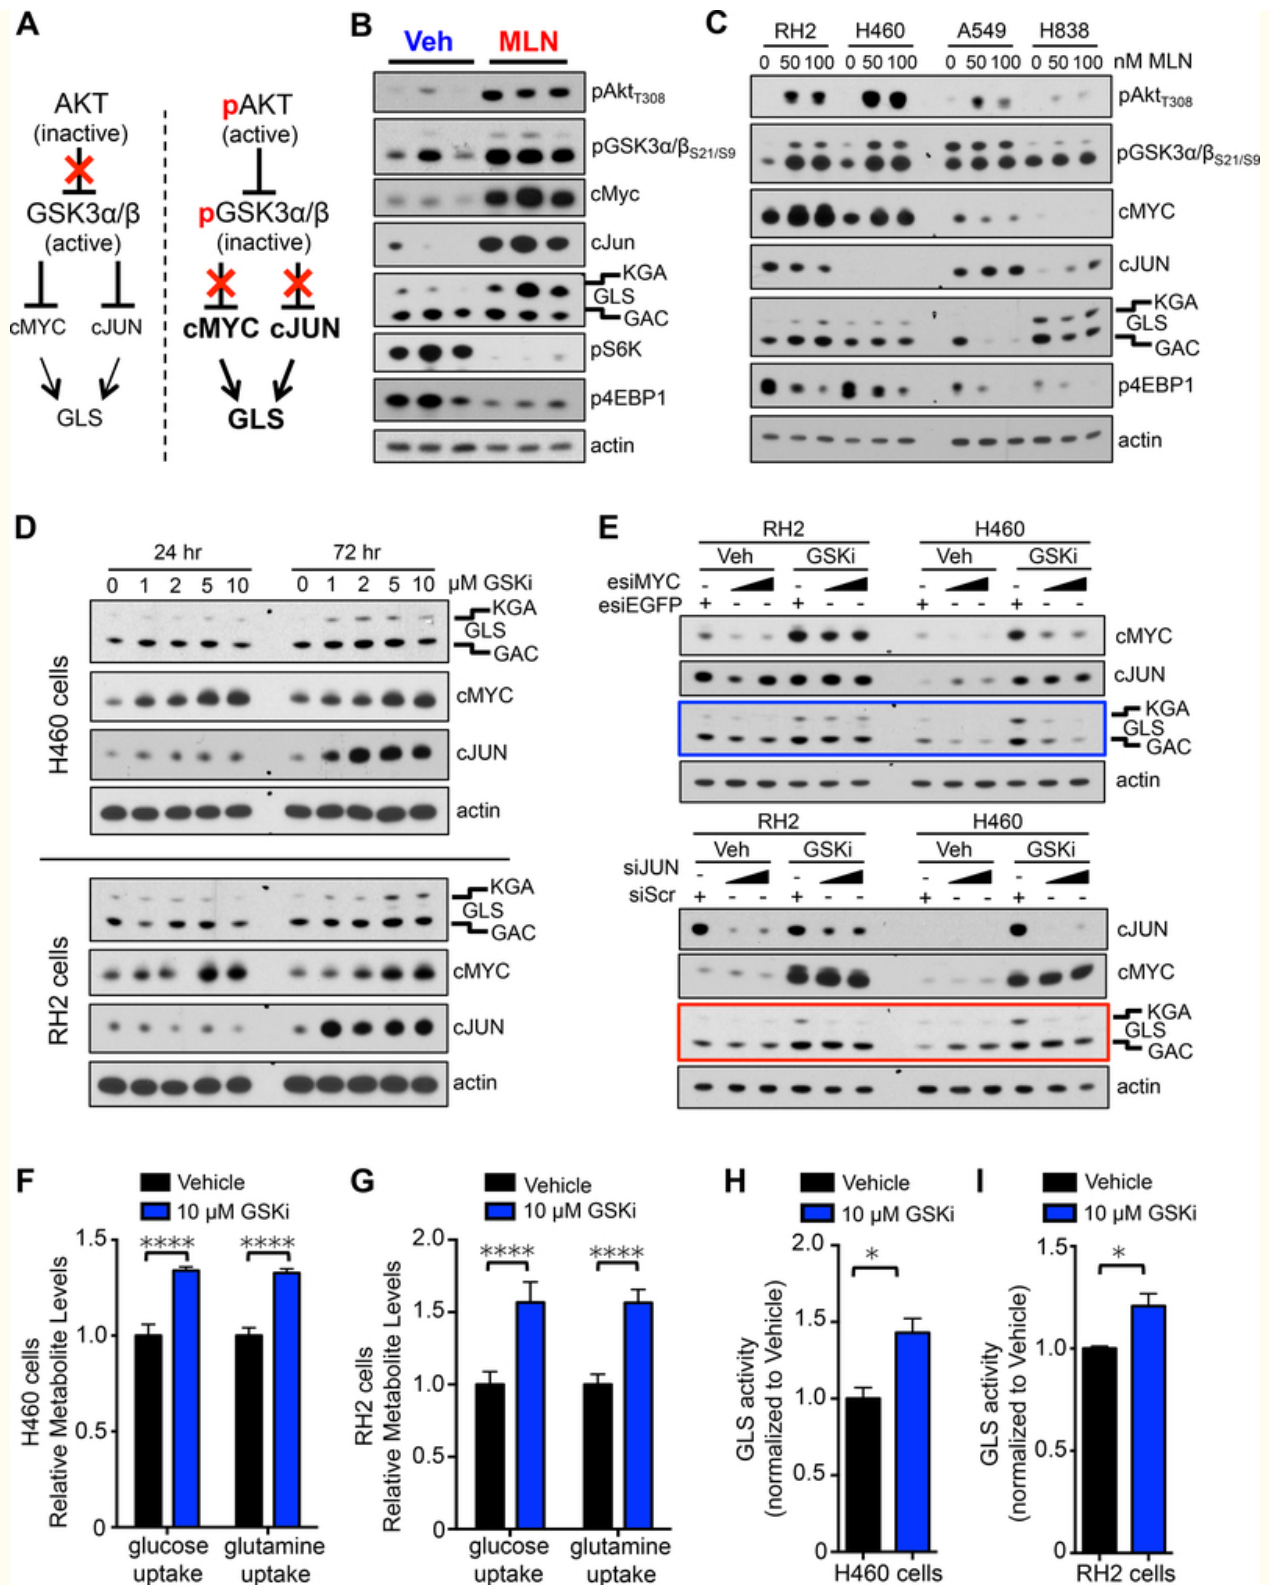 A
AKT
(inactive)
GSK3α/β
(active)
cMYC cJUN
GLS
pAKT
(active)
pGSK3α/β
(inactive)
cMYC cJUN
GLS
B
Veh MLN
pAktT308
pGSK3α/βS21/S9
cMyc
cJun
KGA
GLS
GAC
pS6K
p4EBP1
actin
C
RH2 H460 A549 H838
0 50 100 0 50 100 0 50 100 0 50 100 nM MLN
pAktT308
pGSK3α/βS21/S9
cMYC
cJUN
KGA
GLS
GAC
p4EBP1
actin
D
24 hr 72 hr
0 1 2 5 10 0 1 2 5 10 µM GSKi
H460 cells
KGA
GLS
GAC
cMYC
cJUN
actin
RH2 cells
KGA
GLS
GAC
cMYC
cJUN
actin
E
RH2 H460
Veh GSKi Veh GSKi
esiMYC - - - -
esiEGFP + - - + - - + - - + - -
cMYC
cJUN
KGA
GLS
GAC
actin
RH2 H460
Veh GSKi Veh GSKi
siJUN - - - -
siScr + - - + - - + - - + - -
cJUN
cMYC
KGA
GLS
GAC
actin
F
Vehicle
10 µM GSKi
H460 cells
Relative Metabolite Levels
1.5
1.0
0.5
0
**** ****
glucose uptake
glutamine uptake
G
Vehicle
10 µM GSKi
RH2 cells
Relative Metabolite Levels
2.0
1.5
1.0
0.5
0
**** ****
glucose uptake
glutamine uptake
H
Vehicle
10 µM GSKi
GLS activity
(normalized to Vehicle)
2.0
1.5
1.0
0.5
0
*
H460 cells
I
Vehicle
10 µM GSKi
GLS activity
(normalized to Vehicle)
1.5
1.0
0.5
0
*
RH2 cells